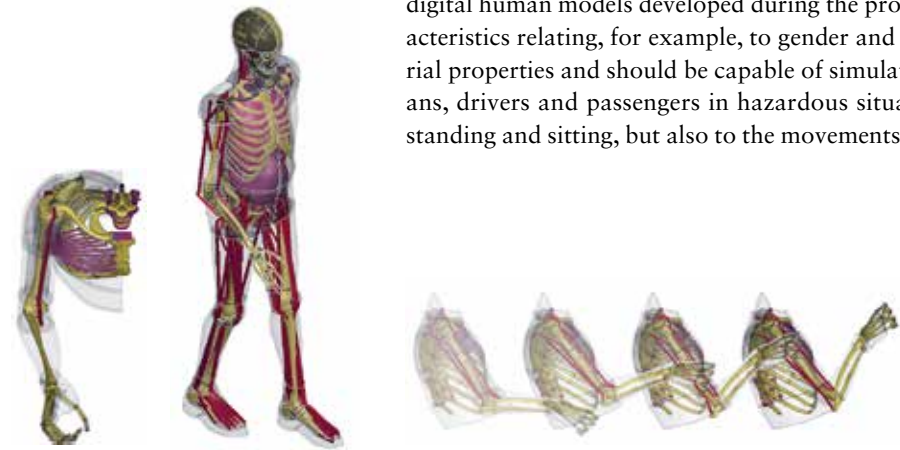 digital human models developed during the pro
acteristics relating, for example, to gender and
rial properties and should be capable of simulat
ans, drivers and passengers in hazardous situa
standing and sitting, but also to the movements